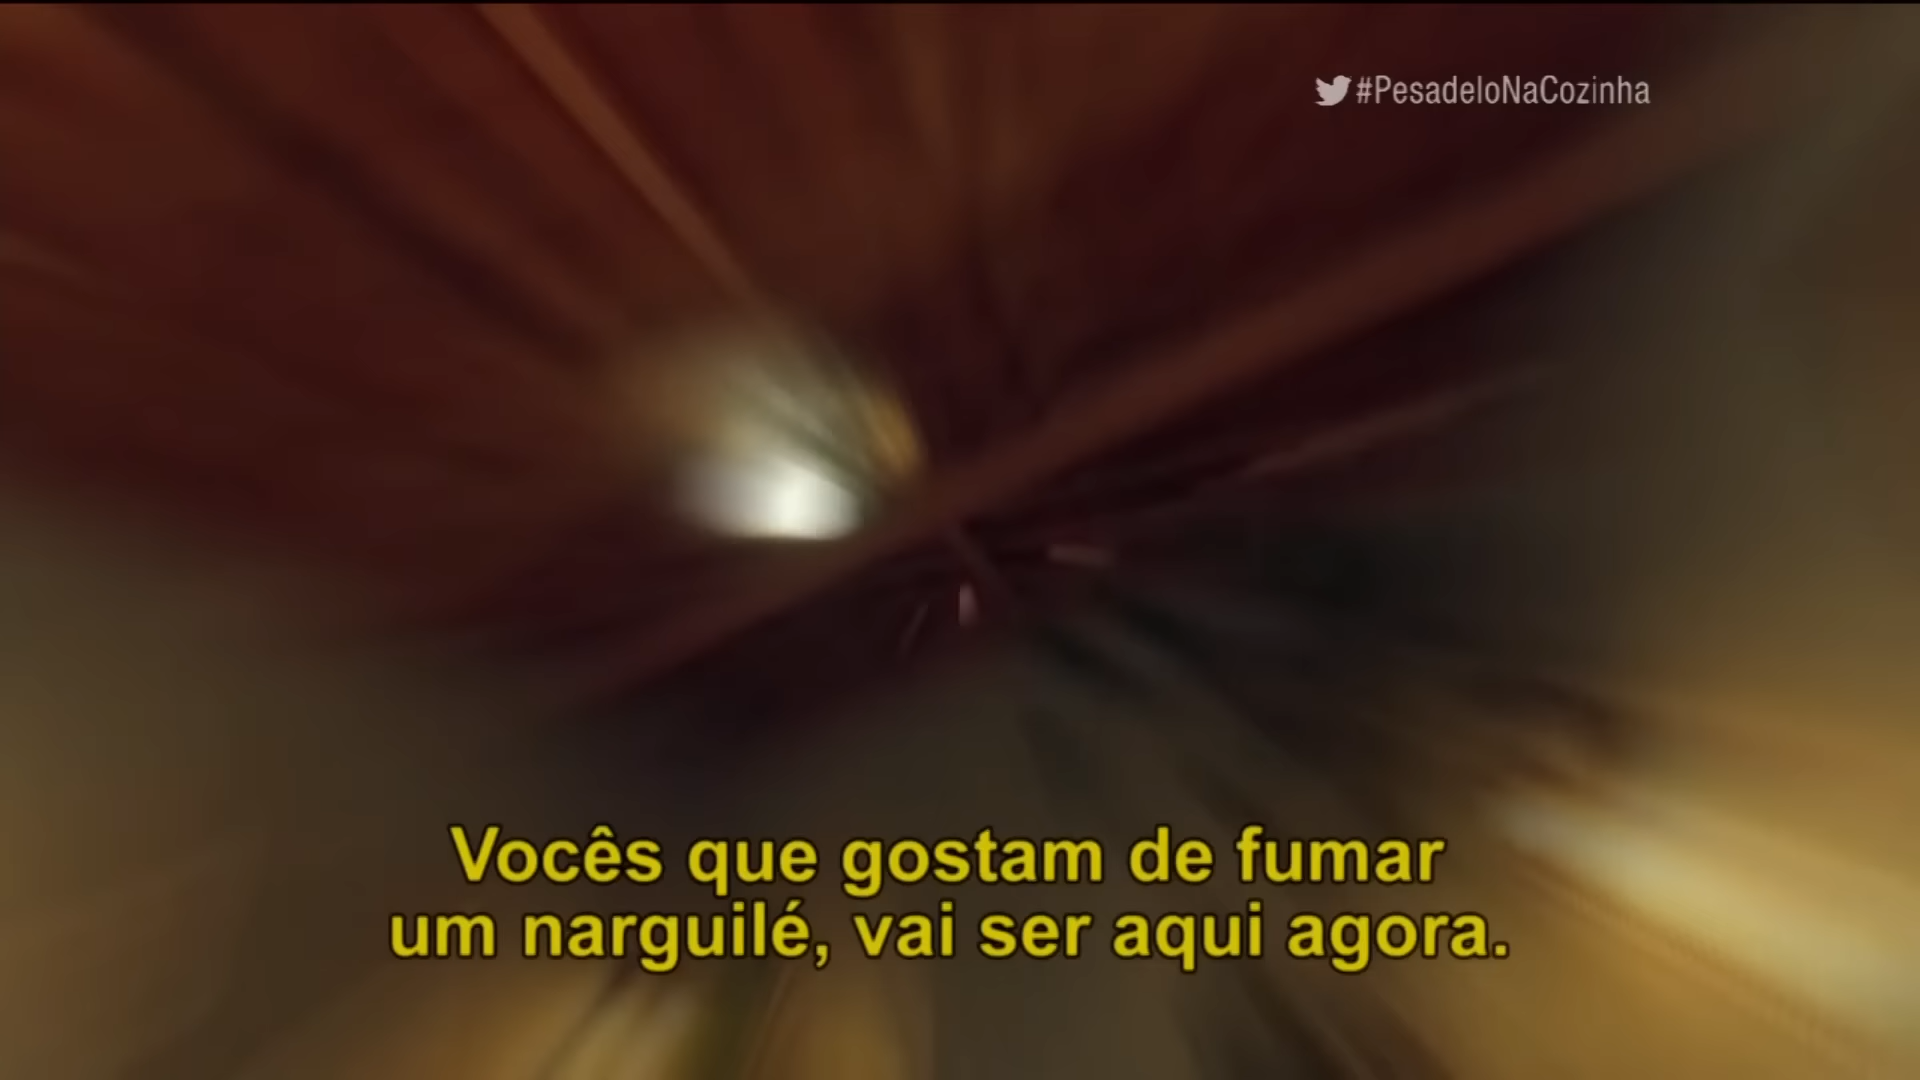 #PesadeloNaCozinha
Vocês que gostam de fumar
um narguilé, vai ser aqui agora.